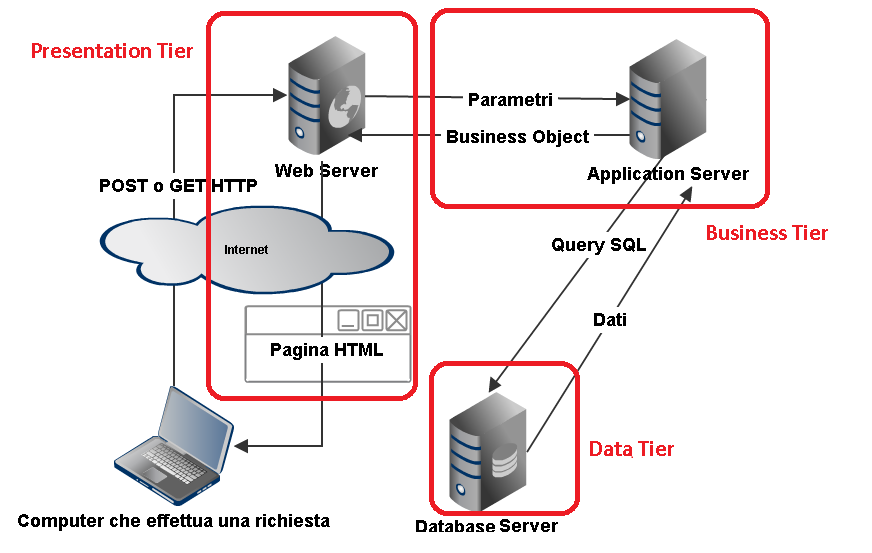 Presentation Tier
Parametri
Business Object
Web Server
Application Server
POST o GET HTTP
Business Tier
Query SQL
Internet
Dati
Pagina HTML
Data Tier
Computer che effettua una richiesta
Database Server